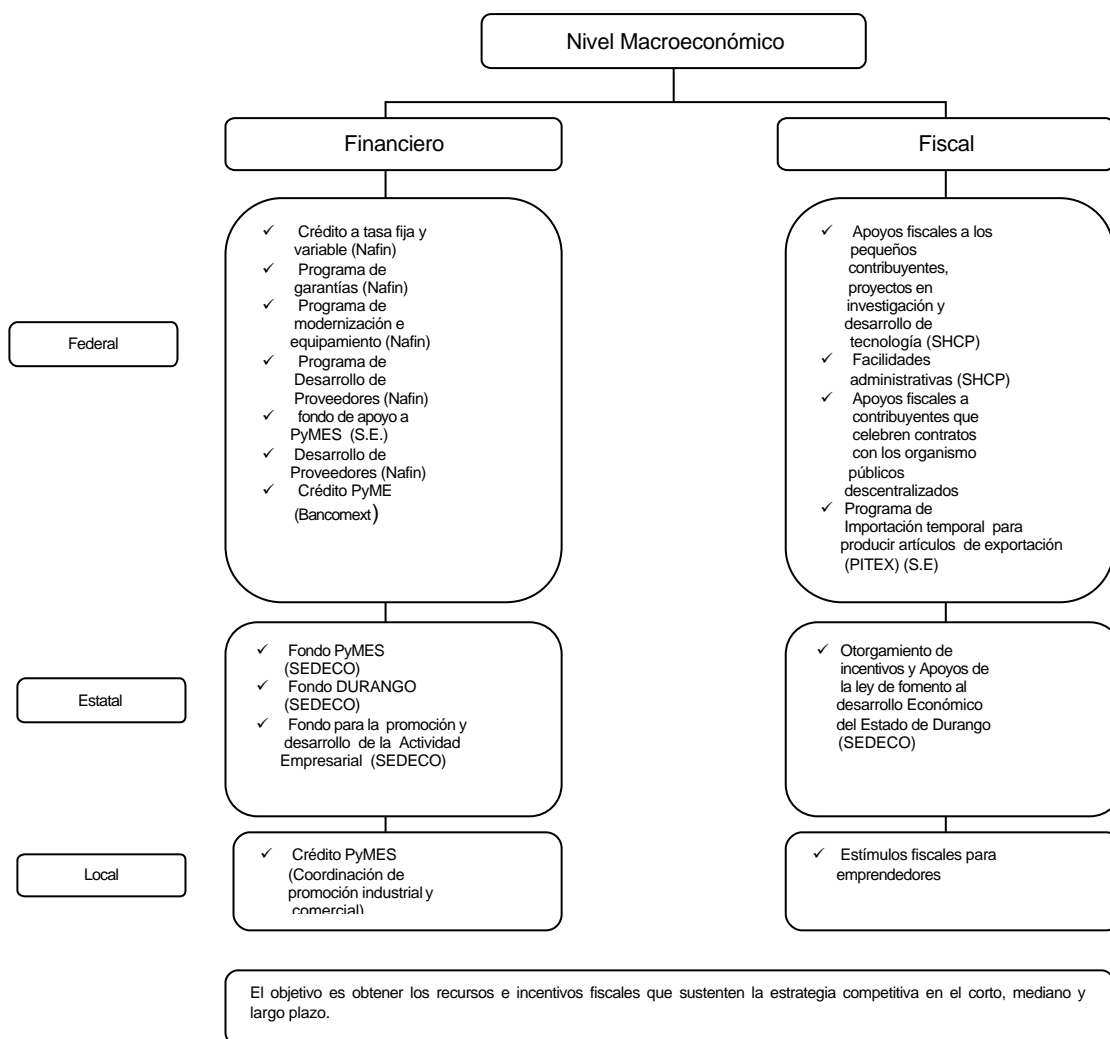 Nivel Macroeconómico
Financiero
Fiscal
Federal
✓ Crédito a tasa fija y
variable (Nafin)
✓ Programa de
garantías (Nafin)
✓ Programa de
modernización e
equipamiento (Nafin)
✓ Programa de
Desarrollo de
Proveedores (Nafin)
✓ fondo de apoyo a
PyMES (S.E.)
✓ Desarrollo de
Proveedores (Nafin)
✓ Crédito PyME
(Bancomext)
✓ Apoyos fiscales a los
pequeños
contribuyentes,
proyectos en
investigación y
desarrollo de
tecnología (SHCP)
✓ Facilidades
administrativas (SHCP)
✓ Apoyos fiscales a
contribuyentes que
celebren contratos
con los organismo
públicos
descentralizados
✓ Programa de
Importación temporal para
producir artículos de exportación
(PITEX) (S.E)
Estatal
✓ Fondo PyMES
(SEDECO)
✓ Fondo DURANGO
(SEDECO)
✓ Fondo para la promoción y
desarrollo de la Actividad
Empresarial (SEDECO)
✓ Otorgamiento de
incentivos y Apoyos de
la ley de fomento al
desarrollo Económico
del Estado de Durango
(SEDECO)
Local
✓ Crédito PyMES
(Coordinación de
promoción industrial y
comercial)
✓ Estímulos fiscales para
emprendedores
El objetivo es obtener los recursos e incentivos fiscales que sustenten la estrategia competitiva en el corto, mediano y
largo plazo.